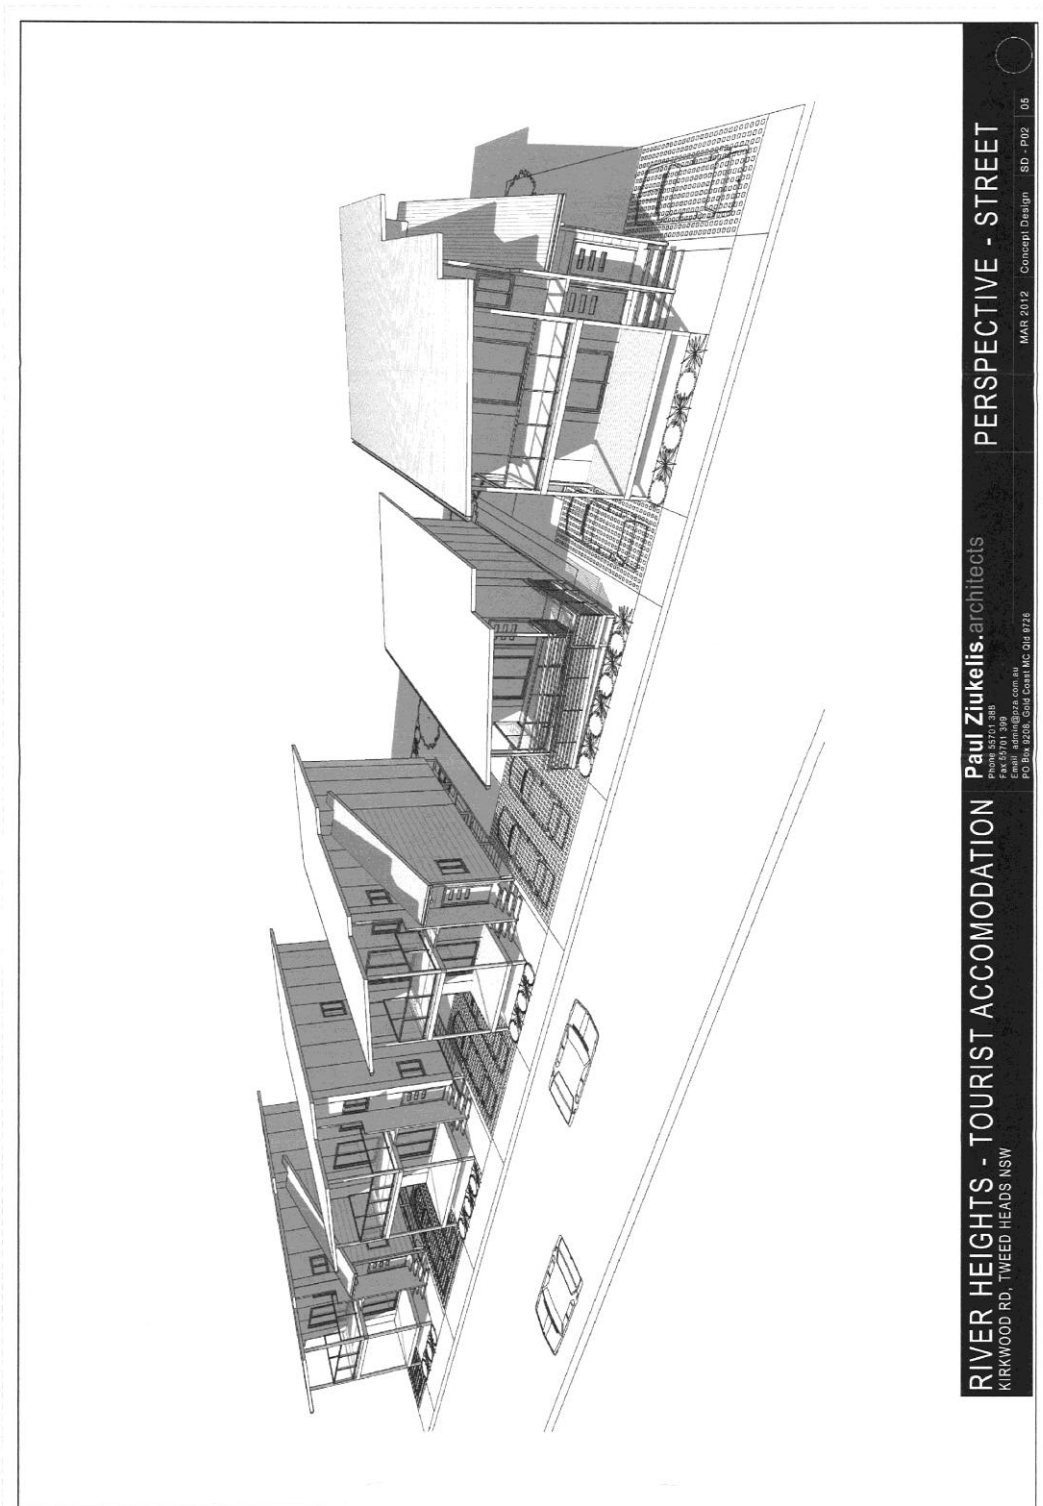 RIVER HEIGHTS - TOURIST ACCOMODATION
KIRKWOOD RD, TWEED HEADS NSW
Paul Ziukelis.architects
Phone 55701 388
Fax 55701 399
Email admin@pza.com.au
PO Box 9208, Gold Coast MC Qld 9726
PERSPECTIVE - STREET
MAR 2012 Concept Design SD - P02 05